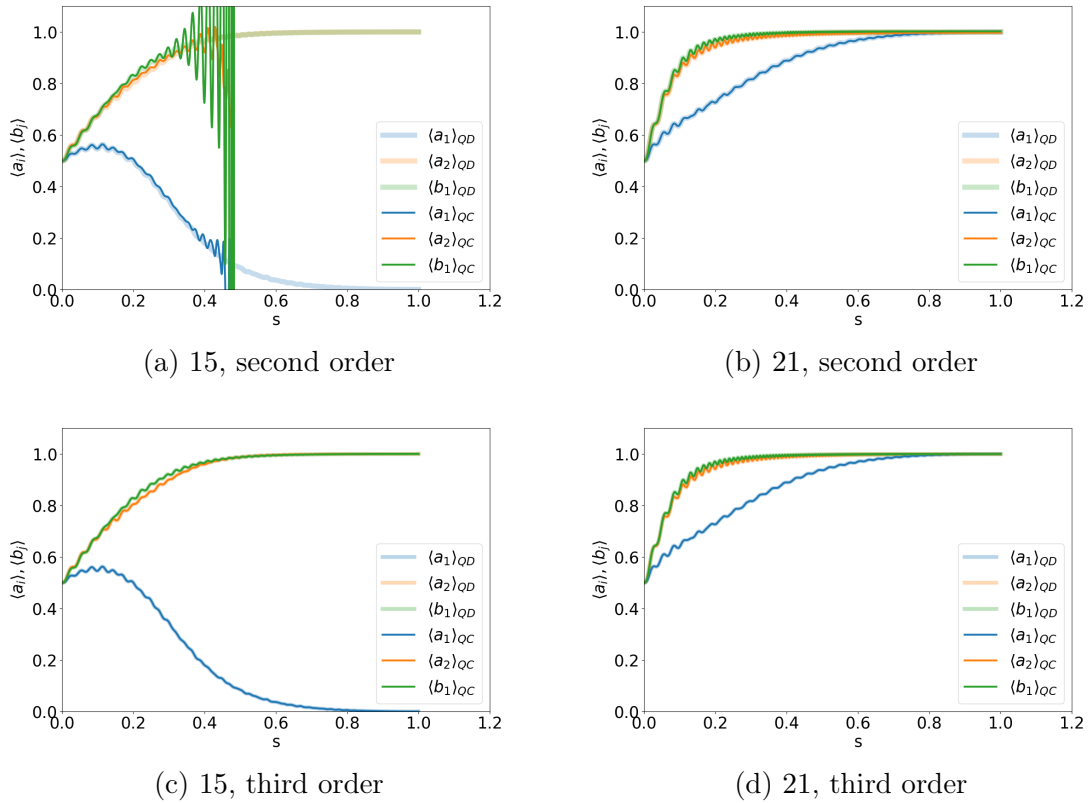 1.0
0.8
0.6
0.4
0.2
0.0
⟨a_i⟩, ⟨b_j⟩
⟨a_1⟩_QD
⟨a_2⟩_QD
⟨b_1⟩_QD
⟨a_1⟩_QC
⟨a_2⟩_QC
⟨b_1⟩_QC
0.0 0.2 0.4 0.6 0.8 1.0 1.2
s
(a) 15, second order
1.0
0.8
0.6
0.4
0.2
0.0
⟨a_i⟩, ⟨b_j⟩
⟨a_1⟩_QD
⟨a_2⟩_QD
⟨b_1⟩_QD
⟨a_1⟩_QC
⟨a_2⟩_QC
⟨b_1⟩_QC
0.0 0.2 0.4 0.6 0.8 1.0 1.2
s
(b) 21, second order
1.0
0.8
0.6
0.4
0.2
0.0
⟨a_i⟩, ⟨b_j⟩
⟨a_1⟩_QD
⟨a_2⟩_QD
⟨b_1⟩_QD
⟨a_1⟩_QC
⟨a_2⟩_QC
⟨b_1⟩_QC
0.0 0.2 0.4 0.6 0.8 1.0 1.2
s
(c) 15, third order
1.0
0.8
0.6
0.4
0.2
0.0
⟨a_i⟩, ⟨b_j⟩
⟨a_1⟩_QD
⟨a_2⟩_QD
⟨b_1⟩_QD
⟨a_1⟩_QC
⟨a_2⟩_QC
⟨b_1⟩_QC
0.0 0.2 0.4 0.6 0.8 1.0 1.2
s
(d) 21, third order